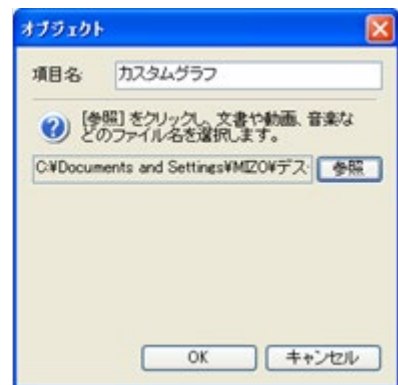 オブジェクト
項目名 カスタムグラフ
[参照]をクリックし、文書や動画、音楽な
どのファイル名を選択します。
C:¥Documents and Settings¥MIZO¥デス 参照
OK キャンセル